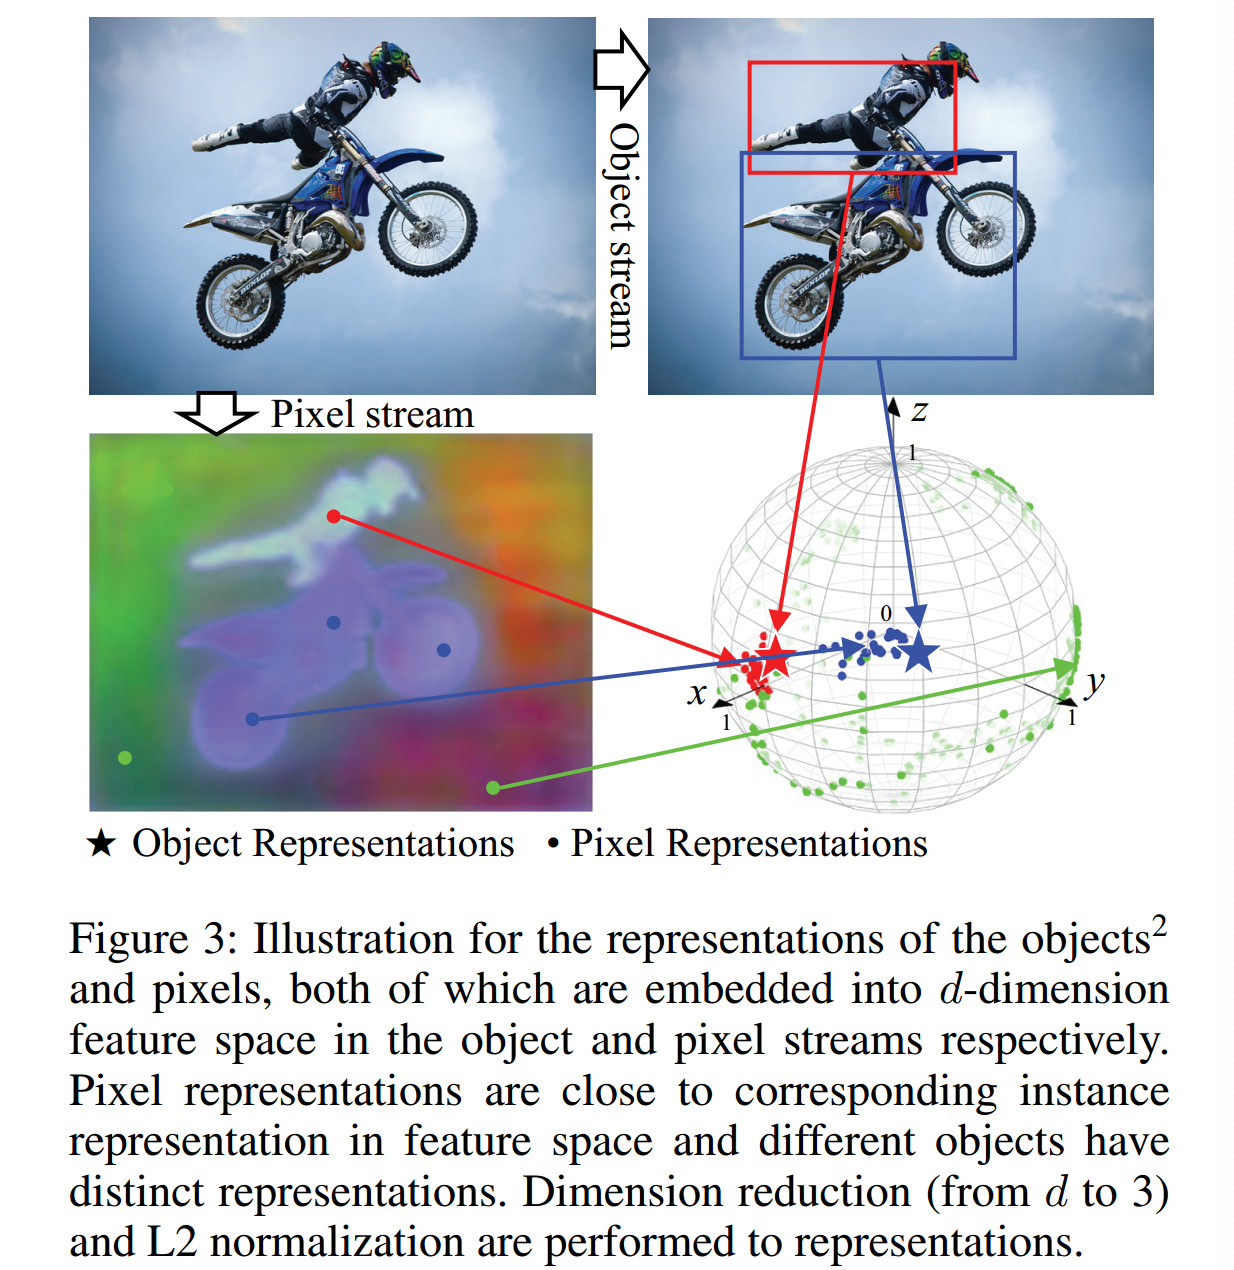 Object stream
Pixel stream
z
1
0
x
1
y
1
DUNLOP
★ Object Representations • Pixel Representations
Figure 3: Illustration for the representations of the objects²
and pixels, both of which are embedded into d-dimension
feature space in the object and pixel streams respectively.
Pixel representations are close to corresponding instance
representation in feature space and different objects have
distinct representations. Dimension reduction (from d to 3)
and L2 normalization are performed to representations.